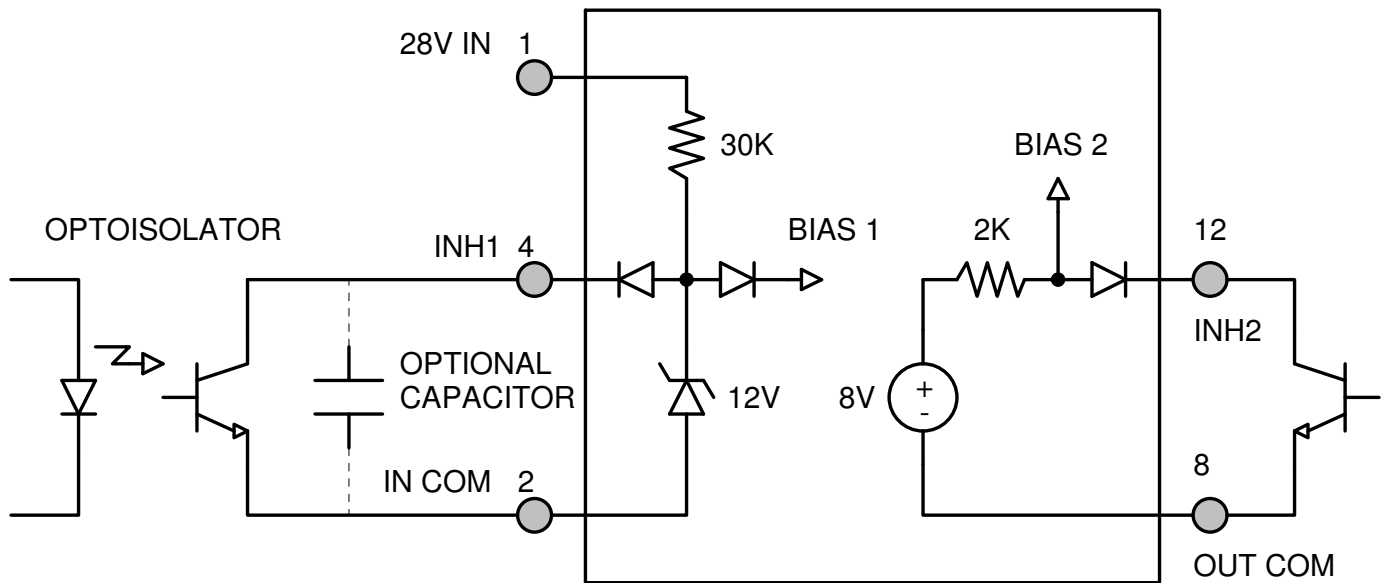 28V IN 1
30K
BIAS 2
OPTOISOLATOR
INH1 4
BIAS 1
2K
12
INH2
OPTIONAL
CAPACITOR
12V
8V
+
-
IN COM 2
8
OUT COM